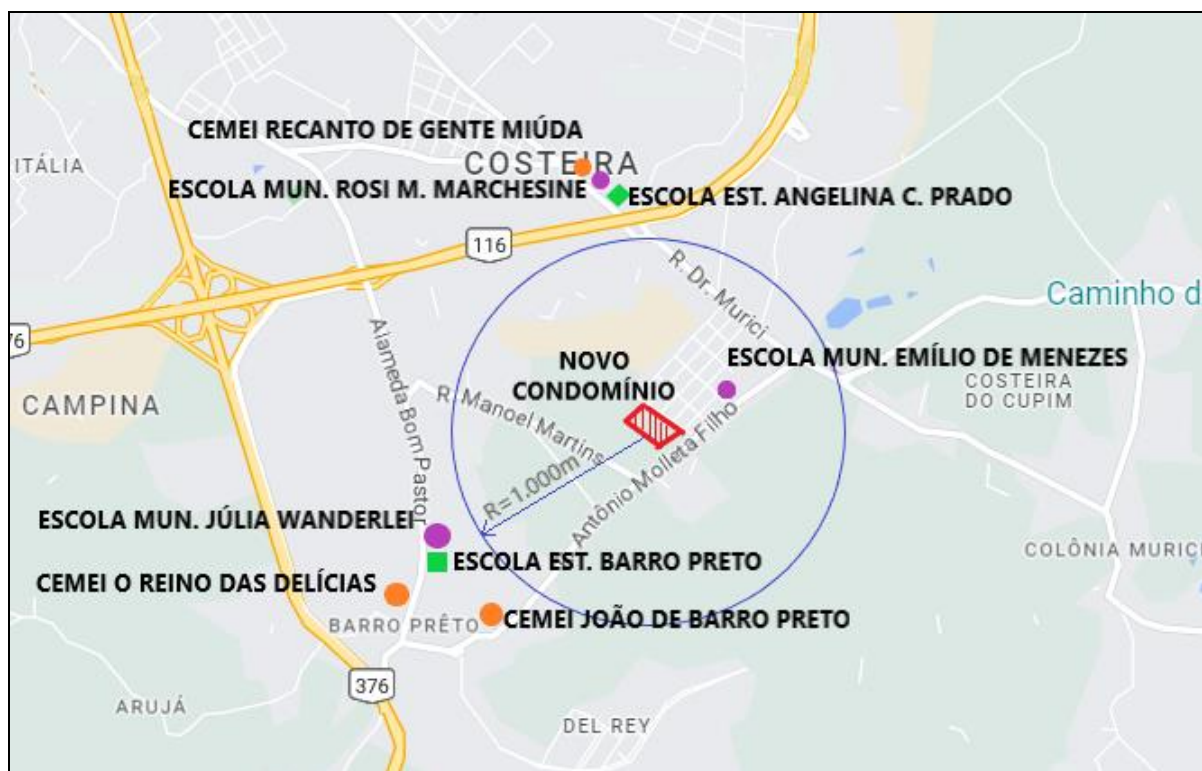 CEMEI RECANTO DE GENTE MIÚDA
ITÁLIA
COSTEIRA
ESCOLA MUN. ROSI M. MARCHESINE
ESCOLA EST. ANGELINA C. PRADO
116
R. Dr. Murici
Caminho d
76
Alameda Bom Pastor
NOVO
CONDOMÍNIO
ESCOLA MUN. EMÍLIO DE MENEZES
COSTEIRA
DO CUPIM
CAMPINA
R. Manoel Martins
Antônio Molleta Filho
R=1.000m
ESCOLA MUN. JÚLIA WANDERLEI
ESCOLA EST. BARRO PRETO
COLÔNIA MURICI
CEMEI O REINO DAS DELÍCIAS
CEMEI JOÃO DE BARRO PRETO
BARRO PRÊTO
376
ARUJÁ
DEL REY